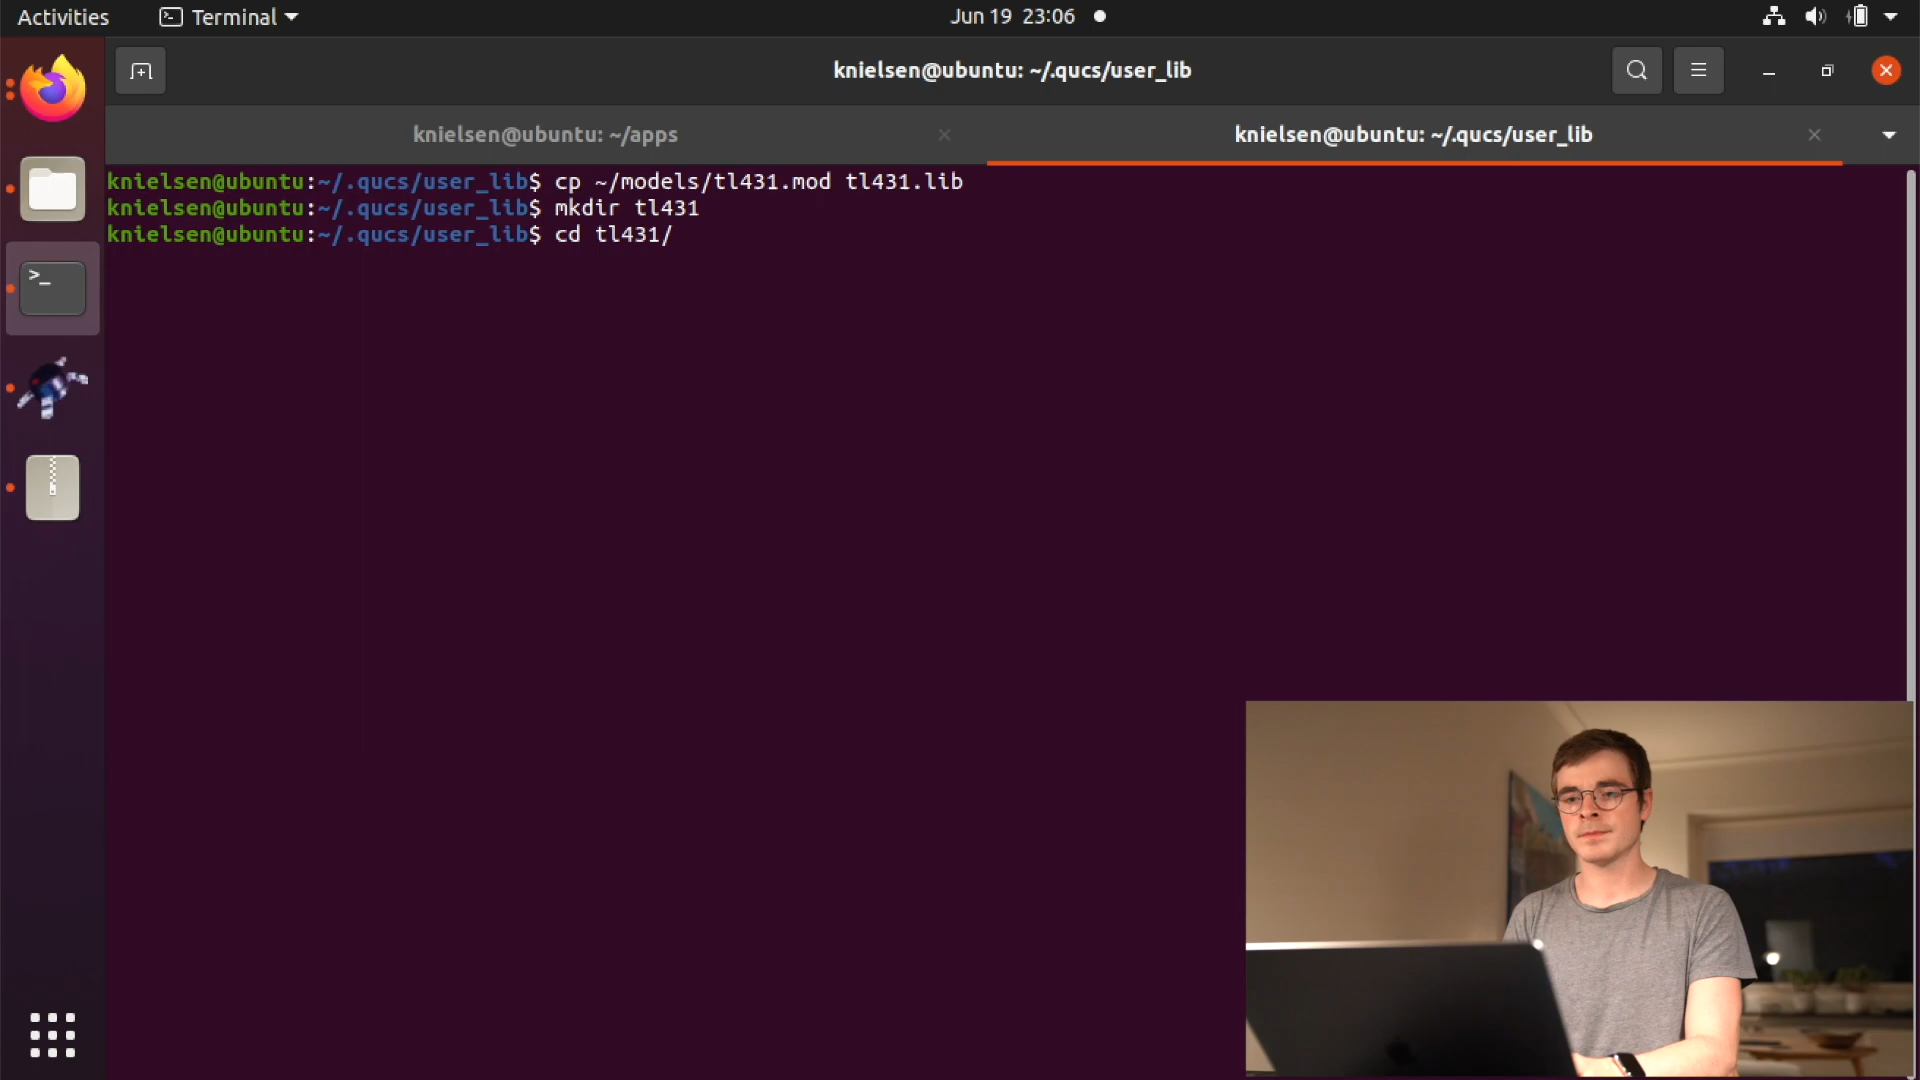 Activities
Terminal
Jun 19 23:06
knielsen@ubuntu: ~/.qucs/user_lib
knielsen@ubuntu: ~/apps
knielsen@ubuntu: ~/.qucs/user_lib
knielsen@ubuntu:~/.qucs/user_lib$ cp ~/models/tl431.mod tl431.lib
knielsen@ubuntu:~/.qucs/user_lib$ mkdir tl431
knielsen@ubuntu:~/.qucs/user_lib$ cd tl431/